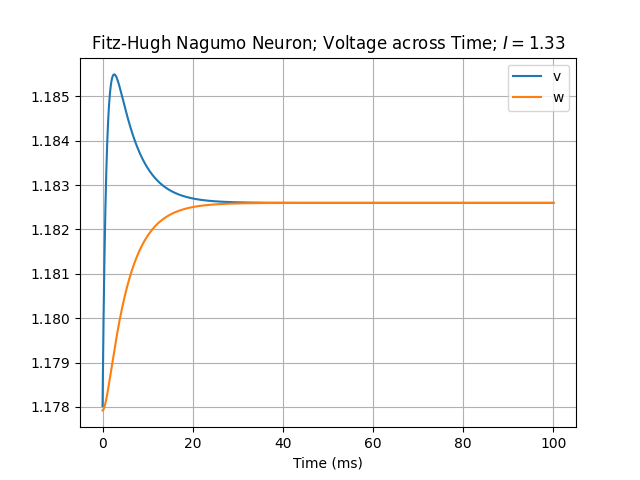 Fitz-Hugh Nagumo Neuron; Voltage across Time; I = 1.33
v
w
1.185
1.184
1.183
1.182
1.181
1.180
1.179
1.178
0 20 40 60 80 100
Time (ms)